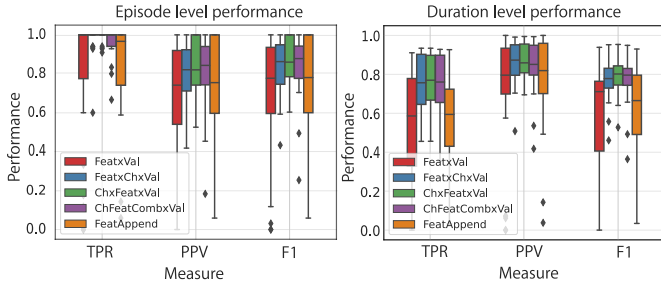 Episode level performance
Performance
1.0
0.8
0.6
0.4
0.2
0.0
FeatxVal
FeatxChxVal
ChxFeatxVal
ChFeatCombxVal
FeatAppend
TPR PPV F1
Measure
Duration level performance
Performance
1.0
0.8
0.6
0.4
0.2
0.0
FeatxVal
FeatxChxVal
ChxFeatxVal
ChFeatCombxVal
FeatAppend
TPR PPV F1
Measure